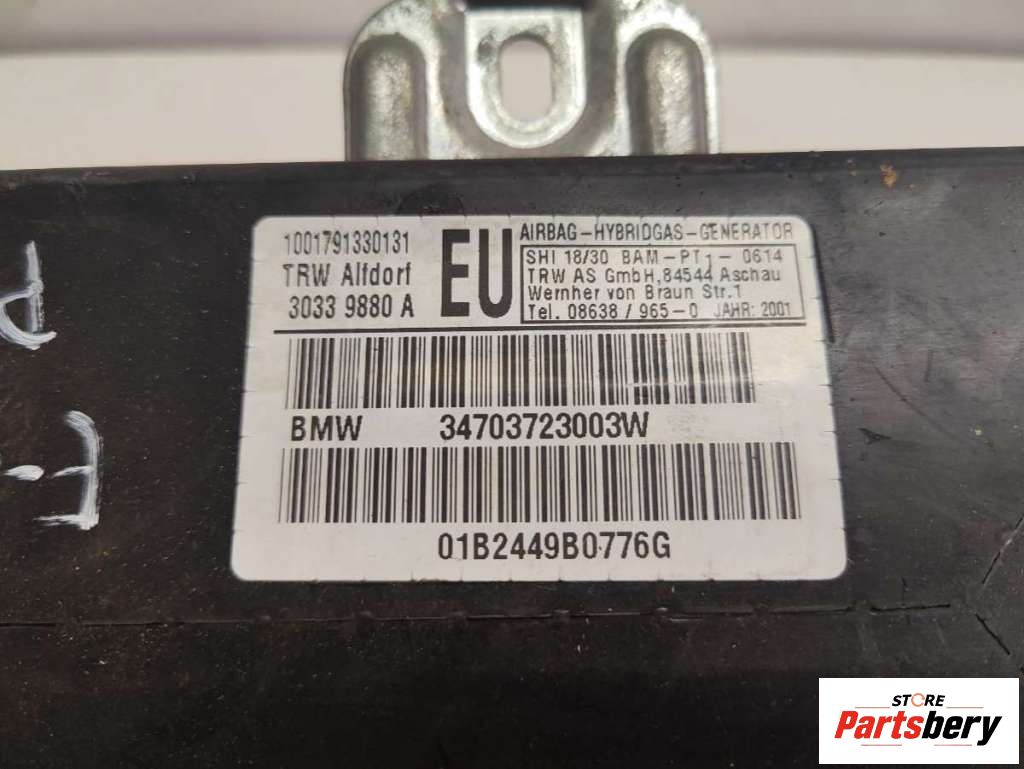 1001791330131
TRW Alfdorf
3033 9880 A
EU
AIRBAG-HYBRIDGAS-GENERATOR
SHI 18/30 BAM-PT1- 0614
TRW AS GmbH,84544 Aschau
Wernher von Braun Str.1
Tel. 08638 / 965-0 JAHR: 2001
BMW 34703723003W
01B2449B0776G
STORE
Partsbery